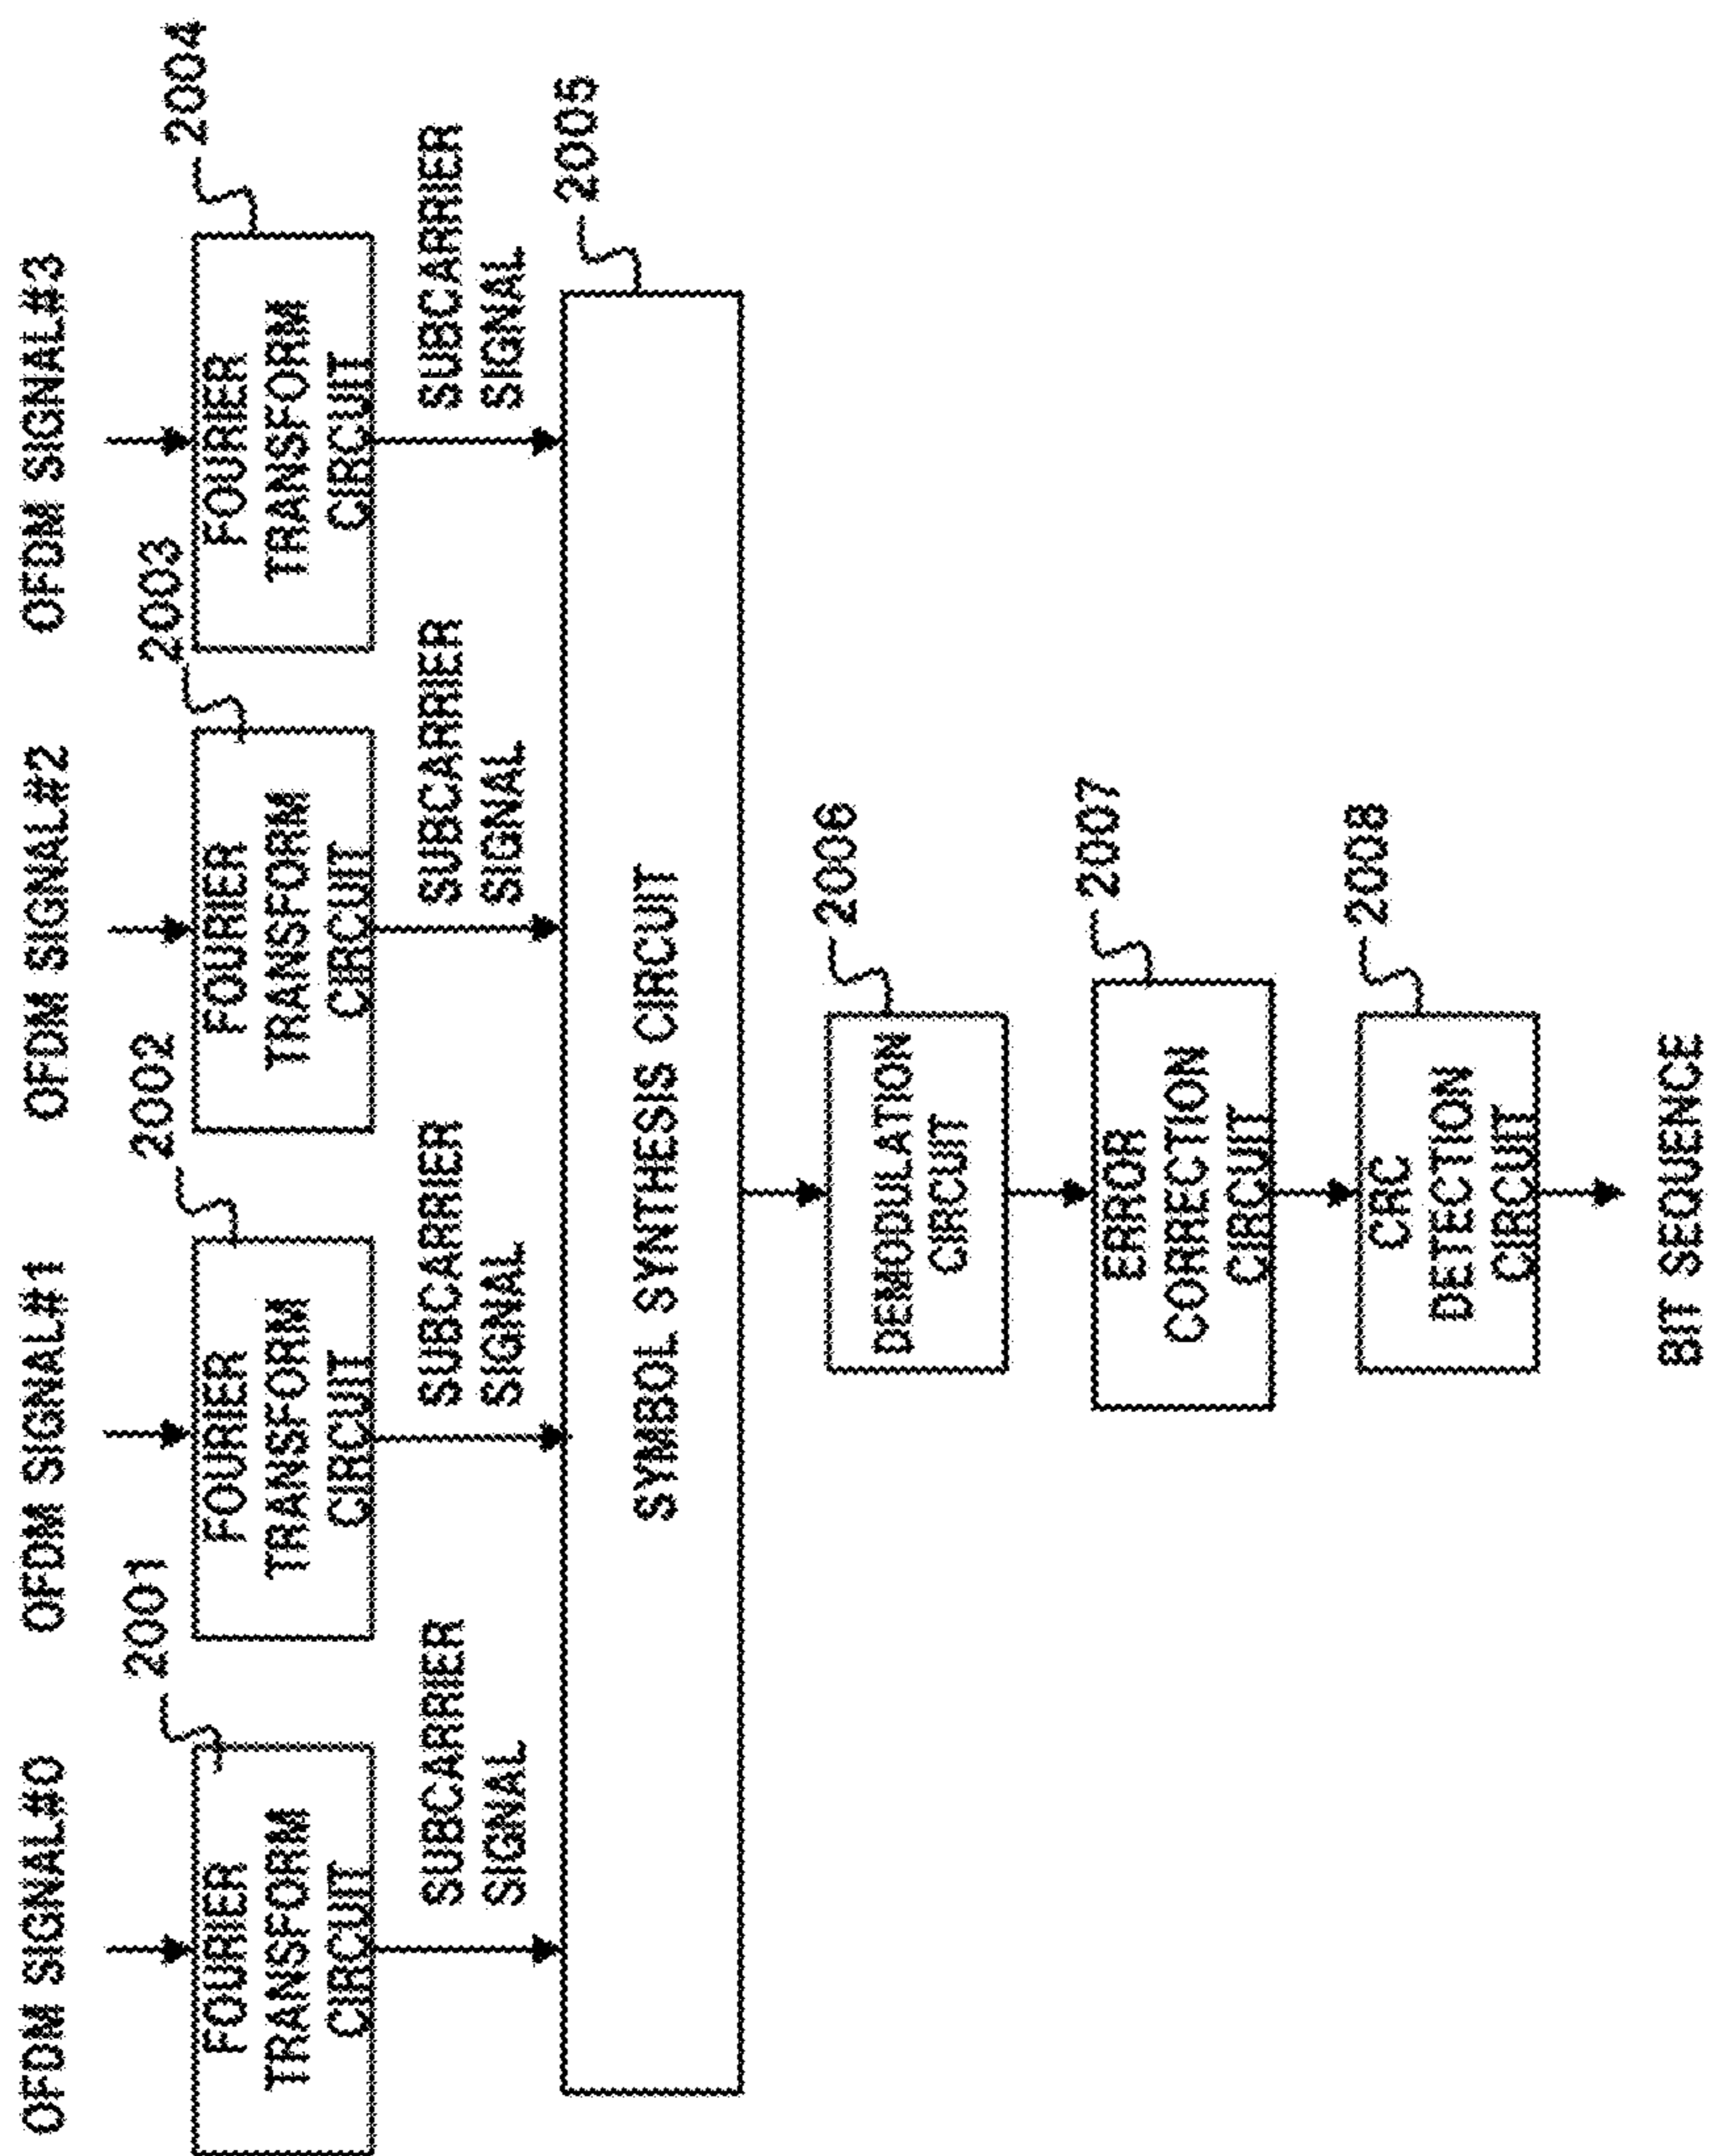 OFDM SIGNAL#0
OFDM SIGNAL#1
OFDM SIGNAL#2
OFDM SIGNAL#3
2001
2002
2003
2004
FOURIER
TRANSFORM
CIRCUIT
FOURIER
TRANSFORM
CIRCUIT
FOURIER
TRANSFORM
CIRCUIT
FOURIER
TRANSFORM
CIRCUIT
SUBCARRIER
SIGNAL
SUBCARRIER
SIGNAL
SUBCARRIER
SIGNAL
SUBCARRIER
SIGNAL
2005
SYMBOL SYNTHESIS CIRCUIT
2006
DEMODULATION
CIRCUIT
2007
ERROR
CORRECTION
CIRCUIT
2008
CRC
DETECTION
CIRCUIT
BIT SEQUENCE